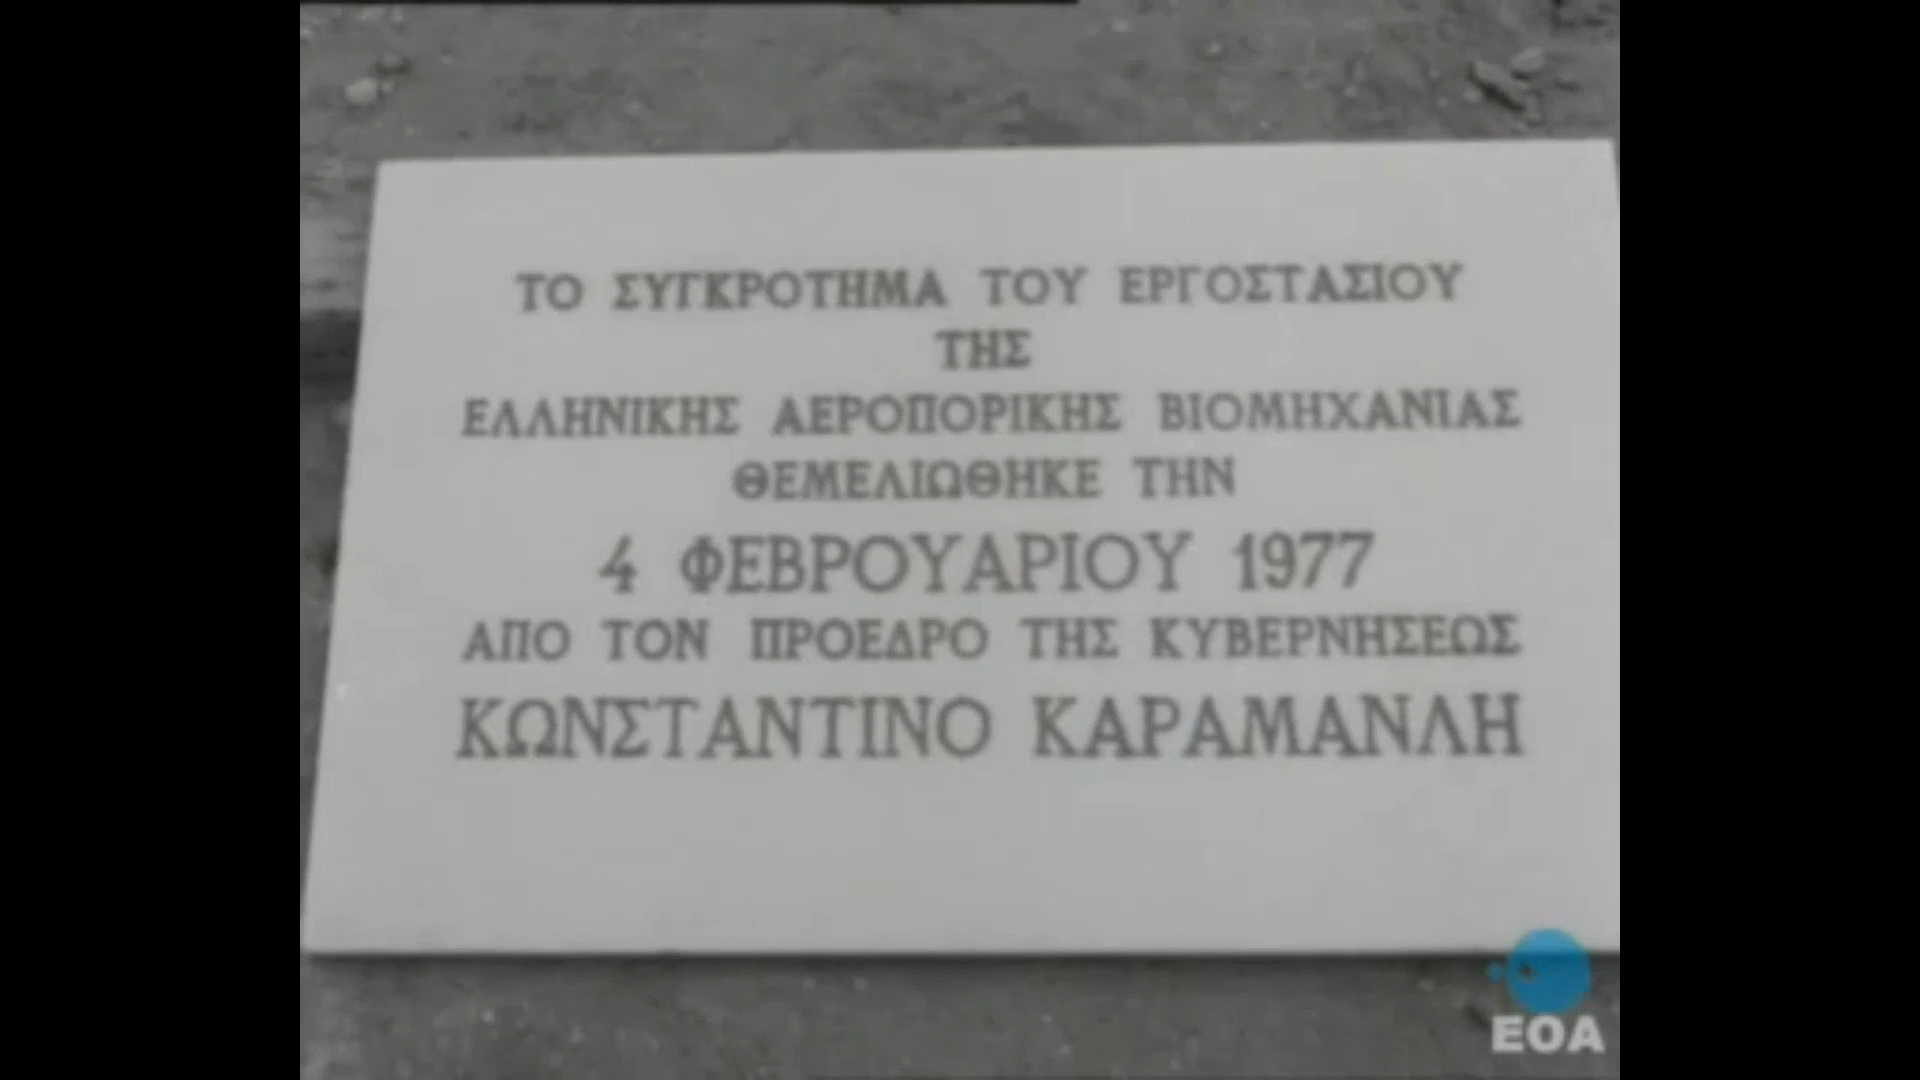 ΤΟ ΣΥΓΚΡΟΤΗΜΑ ΤΟΥ ΕΡΓΟΣΤΑΣΙΟΥ
ΤΗΣ
ΕΛΛΗΝΙΚΗΣ ΑΕΡΟΠΟΡΙΚΗΣ ΒΙΟΜΗΧΑΝΙΑΣ
ΘΕΜΕΛΙΩΘΗΚΕ ΤΗΝ
4 ΦΕΒΡΟΥΑΡΙΟΥ 1977
ΑΠΟ ΤΟΝ ΠΡΟΕΔΡΟ ΤΗΣ ΚΥΒΕΡΝΗΣΕΩΣ
ΚΩΝΣΤΑΝΤΙΝΟ ΚΑΡΑΜΑΝΛΗ
ΕΟΑ